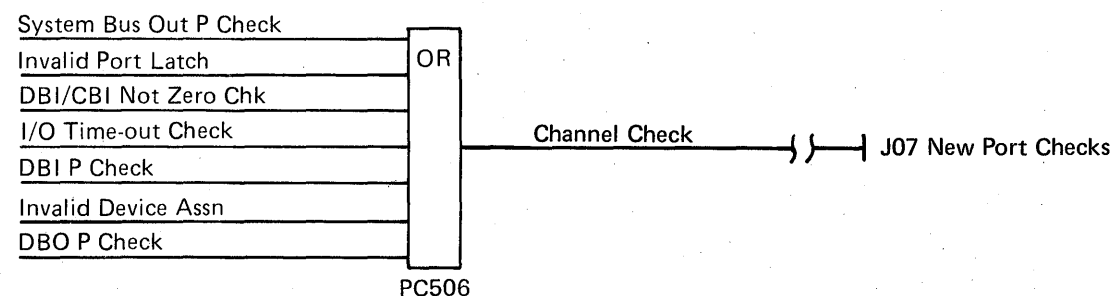 System Bus Out P Check
Invalid Port Latch
OR
DBI/CBI Not Zero Chk
I/O Time-out Check
Channel Check
J07 New Port Checks
DBI P Check
Invalid Device Assn
DBO P Check
PC506